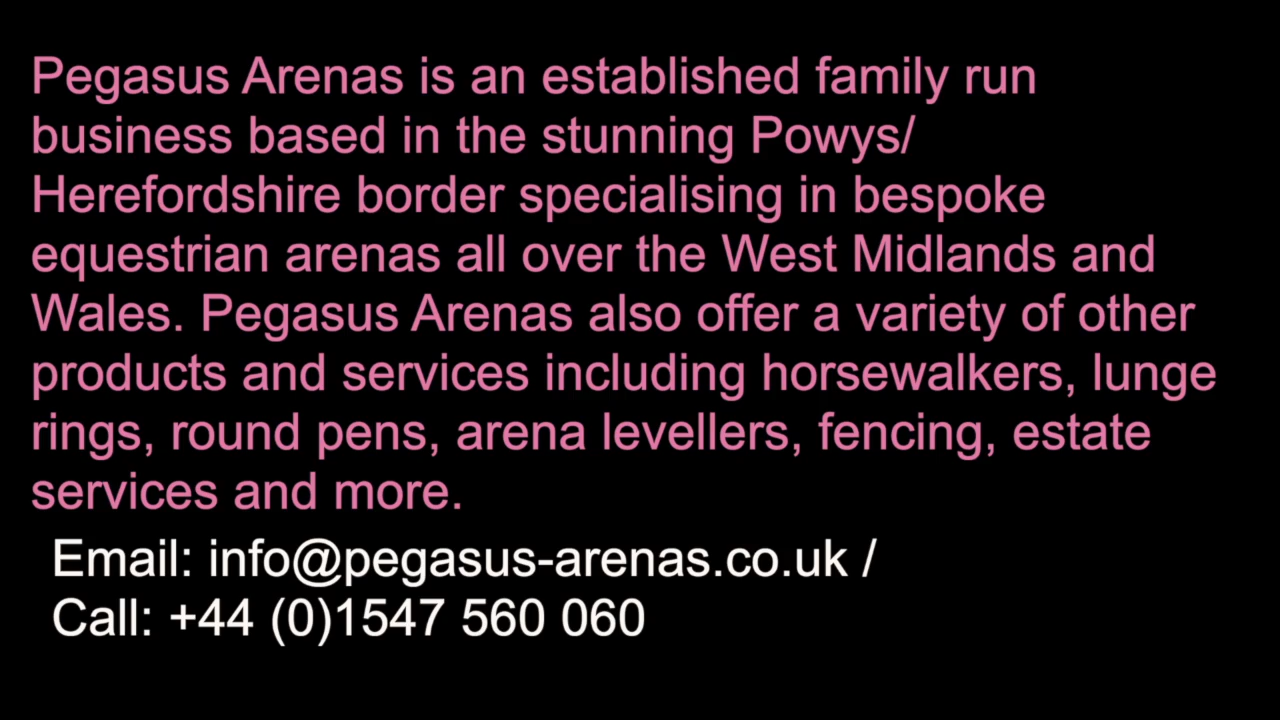 Pegasus Arenas is an established family run
business based in the stunning Powys/
Herefordshire border specialising in bespoke
equestrian arenas all over the West Midlands and
Wales. Pegasus Arenas also offer a variety of other
products and services including horsewalkers, lunge
rings, round pens, arena levellers, fencing, estate
services and more.
Email: info@pegasus-arenas.co.uk /
Call: +44 (0)1547 560 060